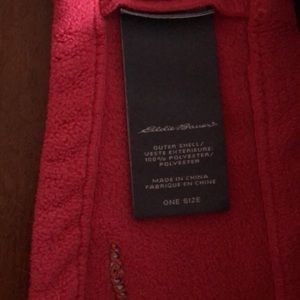 Eddie Bauer
OUTER SHELL/
VESTE EXTERIEURE:
100% POLYESTER/
POLYESTER
MADE IN CHINA
FABRIQUE EN CHINE
ONE SIZE